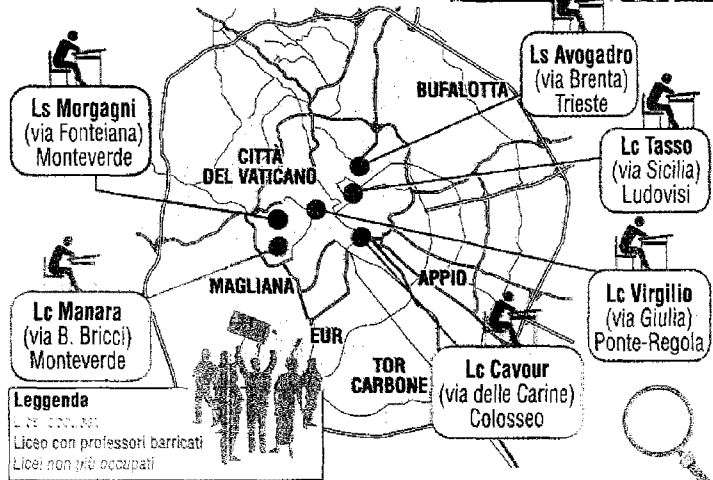 Ls Avogadro
(via Brenta)
Trieste
Ls Morgagni
(via Fonteiana)
Monteverde
BUFALOTTA
Lc Tasso
(via Sicilia)
Ludovisi
CITTÀ
DEL VATICANO
MAGLIANA
APPIO
Lc Manara
(via B. Bricci)
Monteverde
Lc Virgilio
(via Giulia)
Ponte-Regola
EUR
TOR
CARBONE
Lc Cavour
(via delle Carine)
Colosseo
Leggenda
Liceo con professori barricati
Licei non più occupati